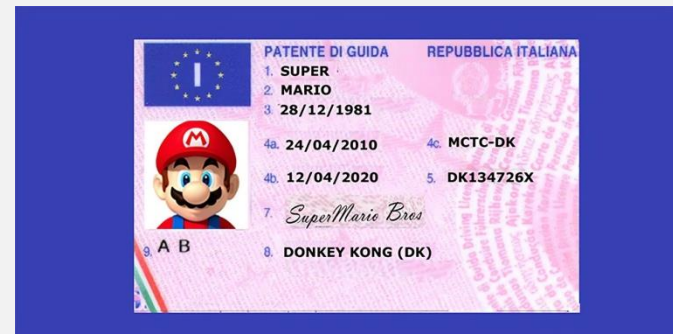 PATENTE DI GUIDA REPUBBLICA ITALIANA
I
1. SUPER
2. MARIO
3. 28/12/1981
4a. 24/04/2010 4c. MCTC-DK
4b. 12/04/2020 5. DK134726X
7. SuperMario Bros
9. A B
8. DONKEY KONG (DK)
M